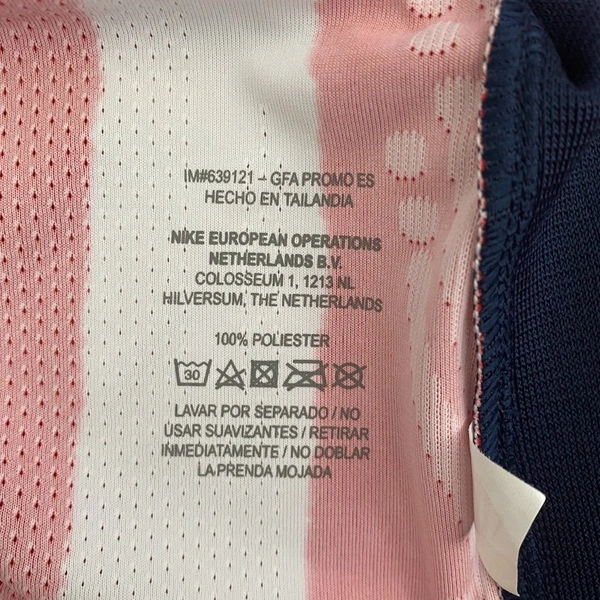 IM#639121 – GFA PROMO ES
HECHO EN TAILANDIA
NIKE EUROPEAN OPERATIONS
NETHERLANDS B.V.
COLOSSEUM 1, 1213 NL
HILVERSUM, THE NETHERLANDS
100% POLIESTER
30
LAVAR POR SEPARADO / NO
USAR SUAVIZANTES / RETIRAR
IMMEDIATAMENTE / NO DOBLAR
LA PRENDA MOJADA